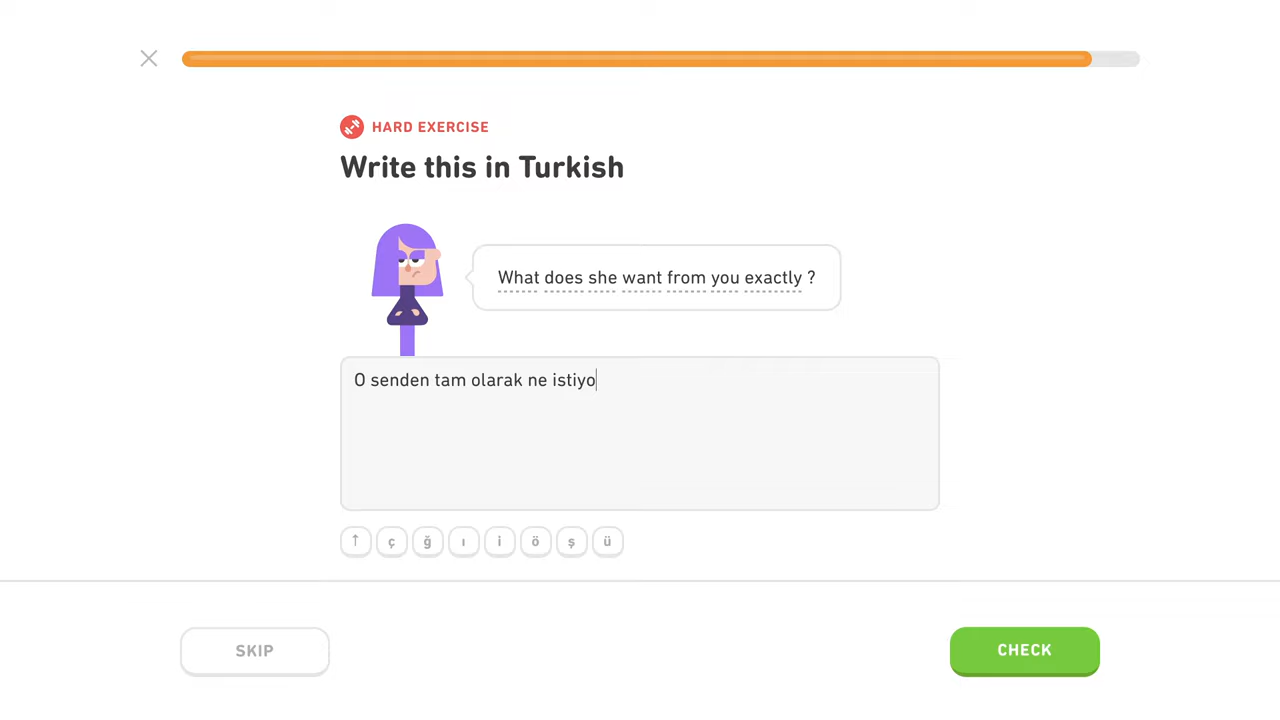 HARD EXERCISE
Write this in Turkish
What does she want from you exactly ?
O senden tam olarak ne istiyo
↑ ç ğ ı i ö ş ü
SKIP
CHECK